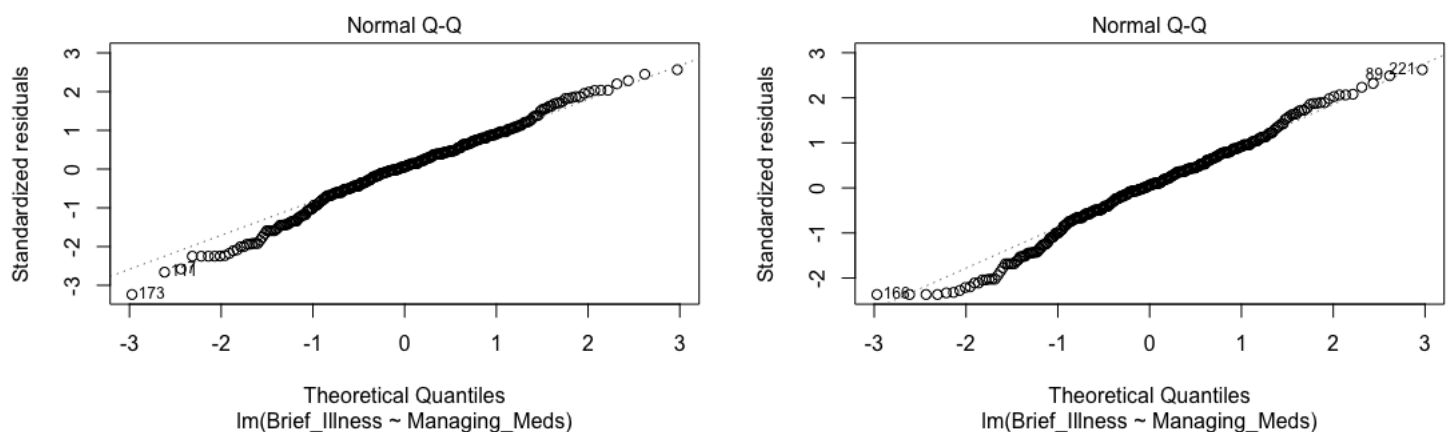 Normal Q-Q
Standardized residuals
3
2
1
0
-1
-2
-3
173
111
-3 -2 -1 0 1 2 3
Theoretical Quantiles
lm(Brief_Illness ~ Managing_Meds)
Normal Q-Q
Standardized residuals
3
2
1
0
-1
-2
89
221
166
-3 -2 -1 0 1 2 3
Theoretical Quantiles
lm(Brief_Illness ~ Managing_Meds)